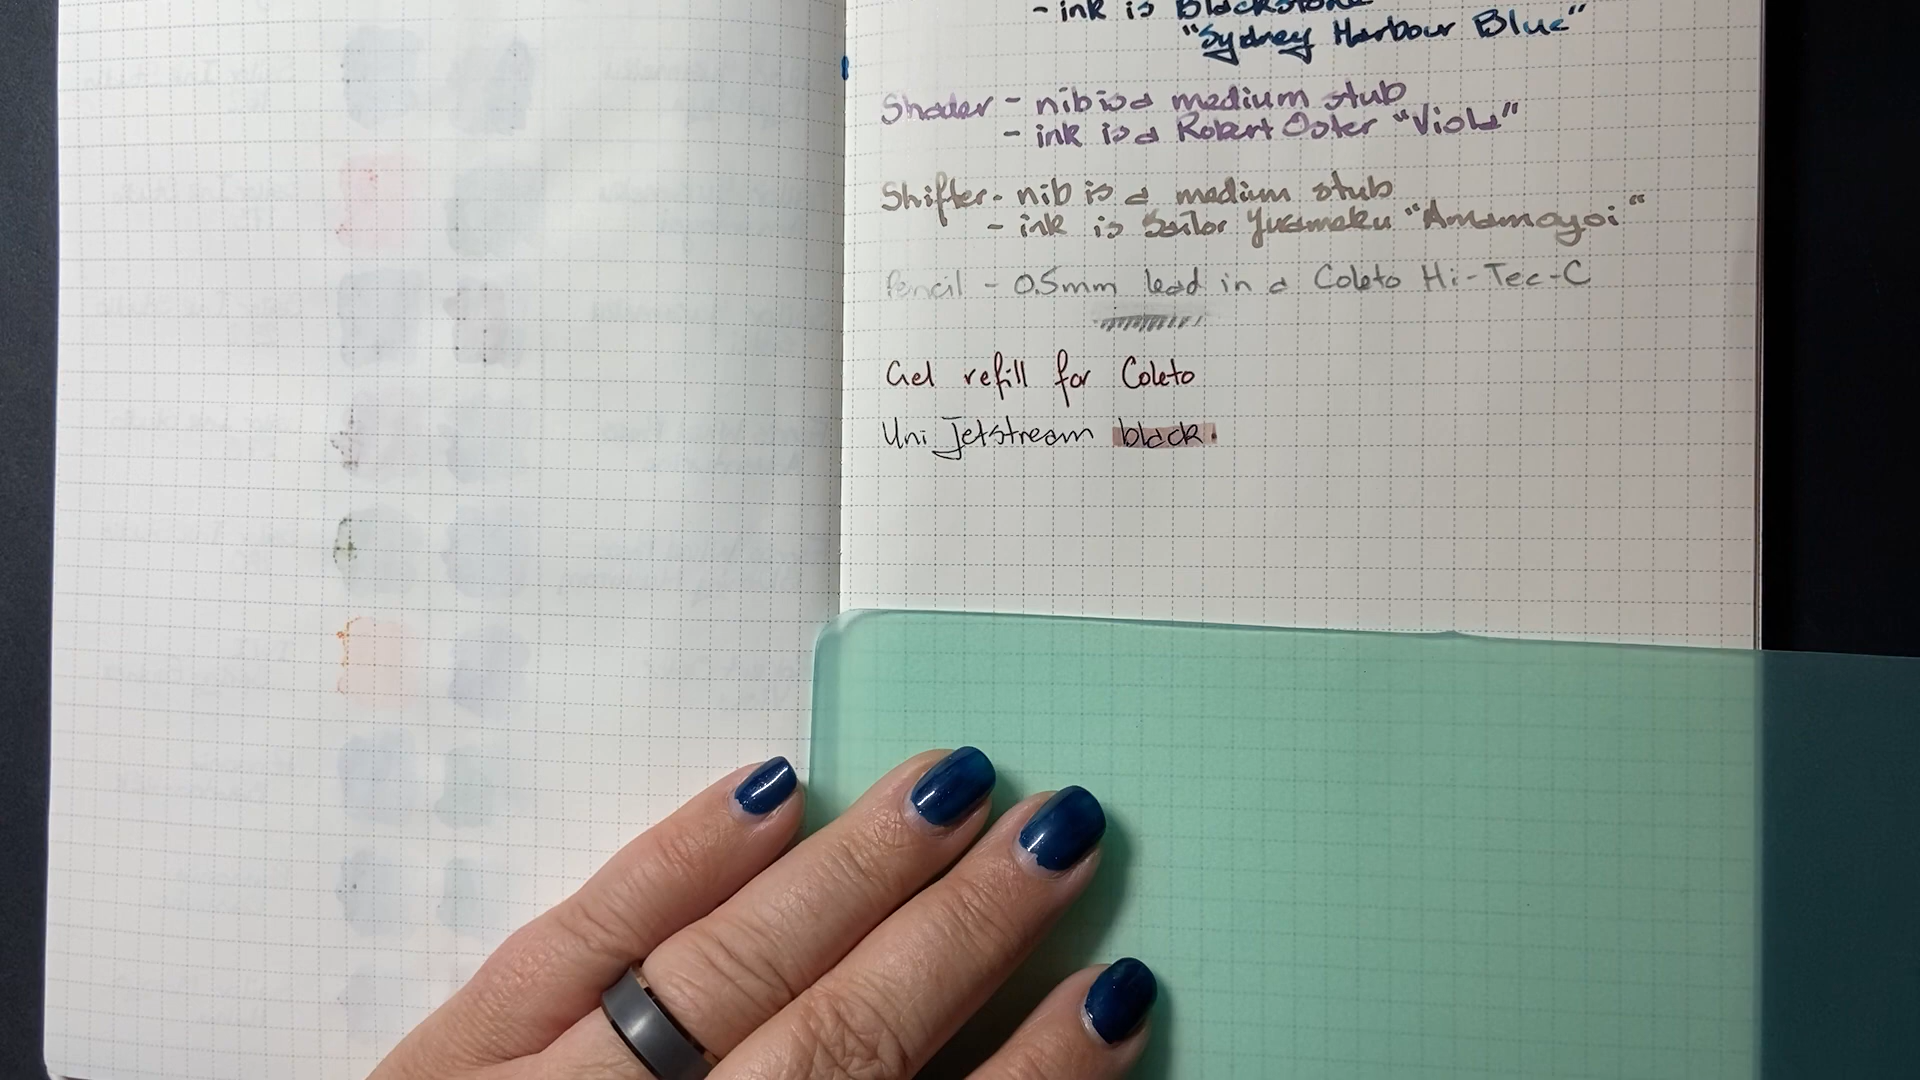 - ink is Blackstone
"Sydney Harbour Blue"
Shader - nib is a medium stub
- ink is a Robert Oster "Viola"
Shifter - nib is a medium stub
- ink is Sailor Yurameku "Amamoyoi"
Pencil - 0.5mm lead in a Coleto Hi-Tec-C
Gel refill for Coleto
Uni Jetstream black.